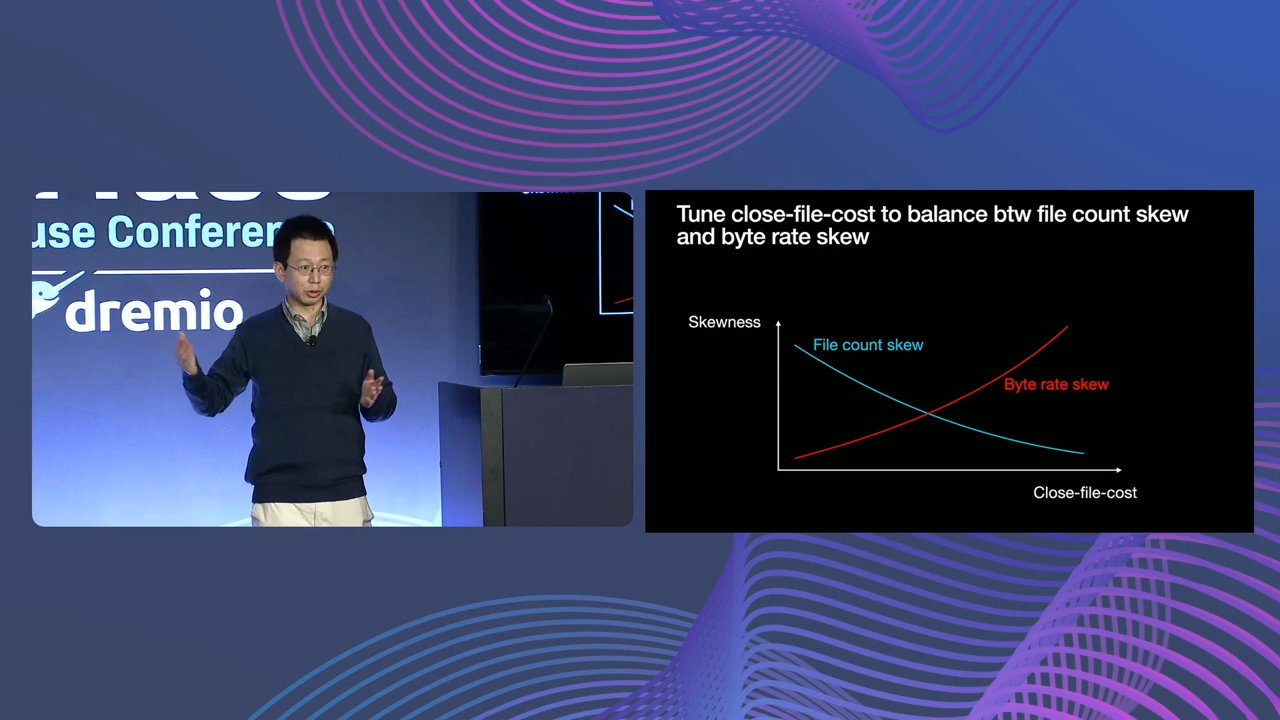 use Conference
dremio
Tune close-file-cost to balance btw file count skew
and byte rate skew
Skewness
File count skew
Byte rate skew
Close-file-cost